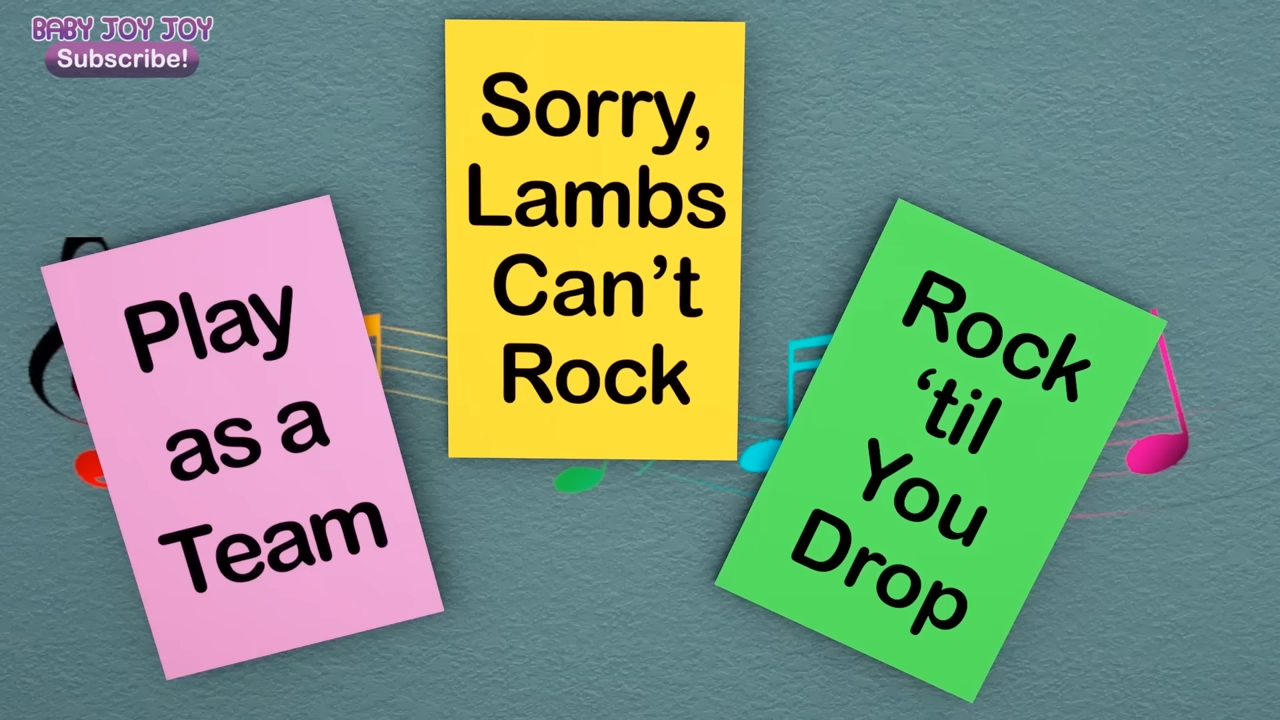 BABY JOY JOY
Subscribe!
Play
as a
Team
Sorry,
Lambs
Can’t
Rock
Rock
‘til
You
Drop